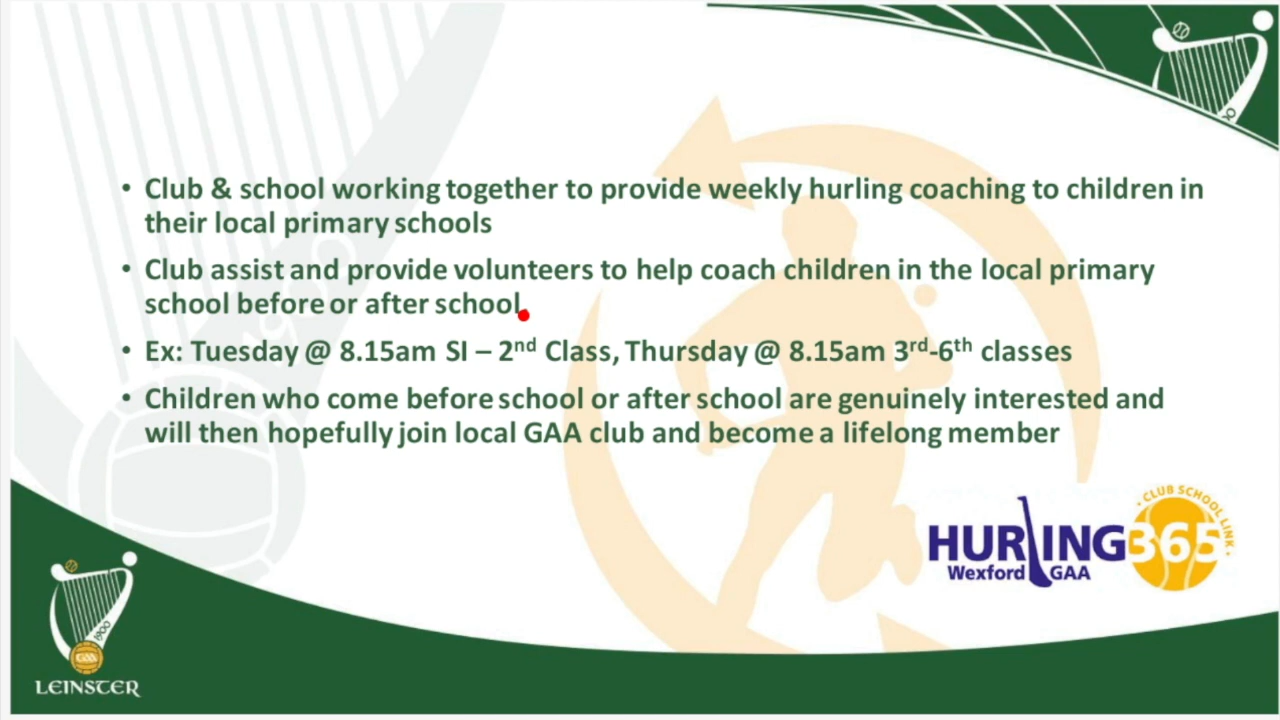 • Club & school working together to provide weekly hurling coaching to children in
their local primary schools
• Club assist and provide volunteers to help coach children in the local primary
school before or after school.
• Ex: Tuesday @ 8.15am SI – 2nd Class, Thursday @ 8.15am 3rd-6th classes
• Children who come before school or after school are genuinely interested and
will then hopefully join local GAA club and become a lifelong member
• CLUB SCHOOL LINK •
HURLING 365
Wexford GAA
1900
GAA
LEINSTER